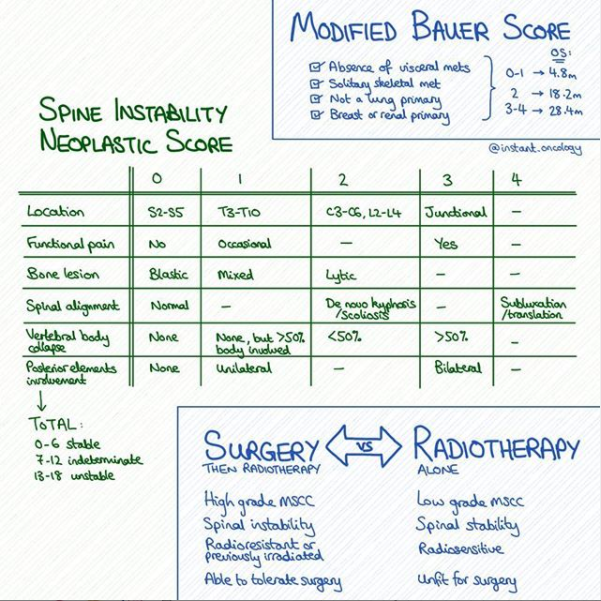 MODIFIED BAUER SCORE
OS:
☑ Absence of visceral mets
☑ Solitary skeletal met
☑ Not a lung primary
☑ Breast or renal primary
0-1 → 4.8m
2 → 18.2m
3-4 → 28.4m
@instant.oncology
SPINE INSTABILITY
NEOPLASTIC SCORE
0 1 2 3 4
Location S2-S5 T3-T10 C3-C6, L2-L4 Junctional –
Functional pain No Occasional – Yes –
Bone lesion Blastic Mixed Lytic – –
Spinal alignment Normal – De novo kyphosis /scoliosis – Subluxation /translation
Vertebral body collapse None None, but >50% body involved <50% >50% –
Posterior elements involvement None Unilateral – Bilateral –
TOTAL:
0-6 stable
7-12 indeterminate
13-18 unstable
SURGERY vs RADIOTHERAPY
THEN RADIOTHERAPY ALONE
High grade MSCC Low grade MSCC
Spinal instability Spinal stability
Radioresistant or previously irradiated Radiosensitive
Able to tolerate surgery Unfit for surgery